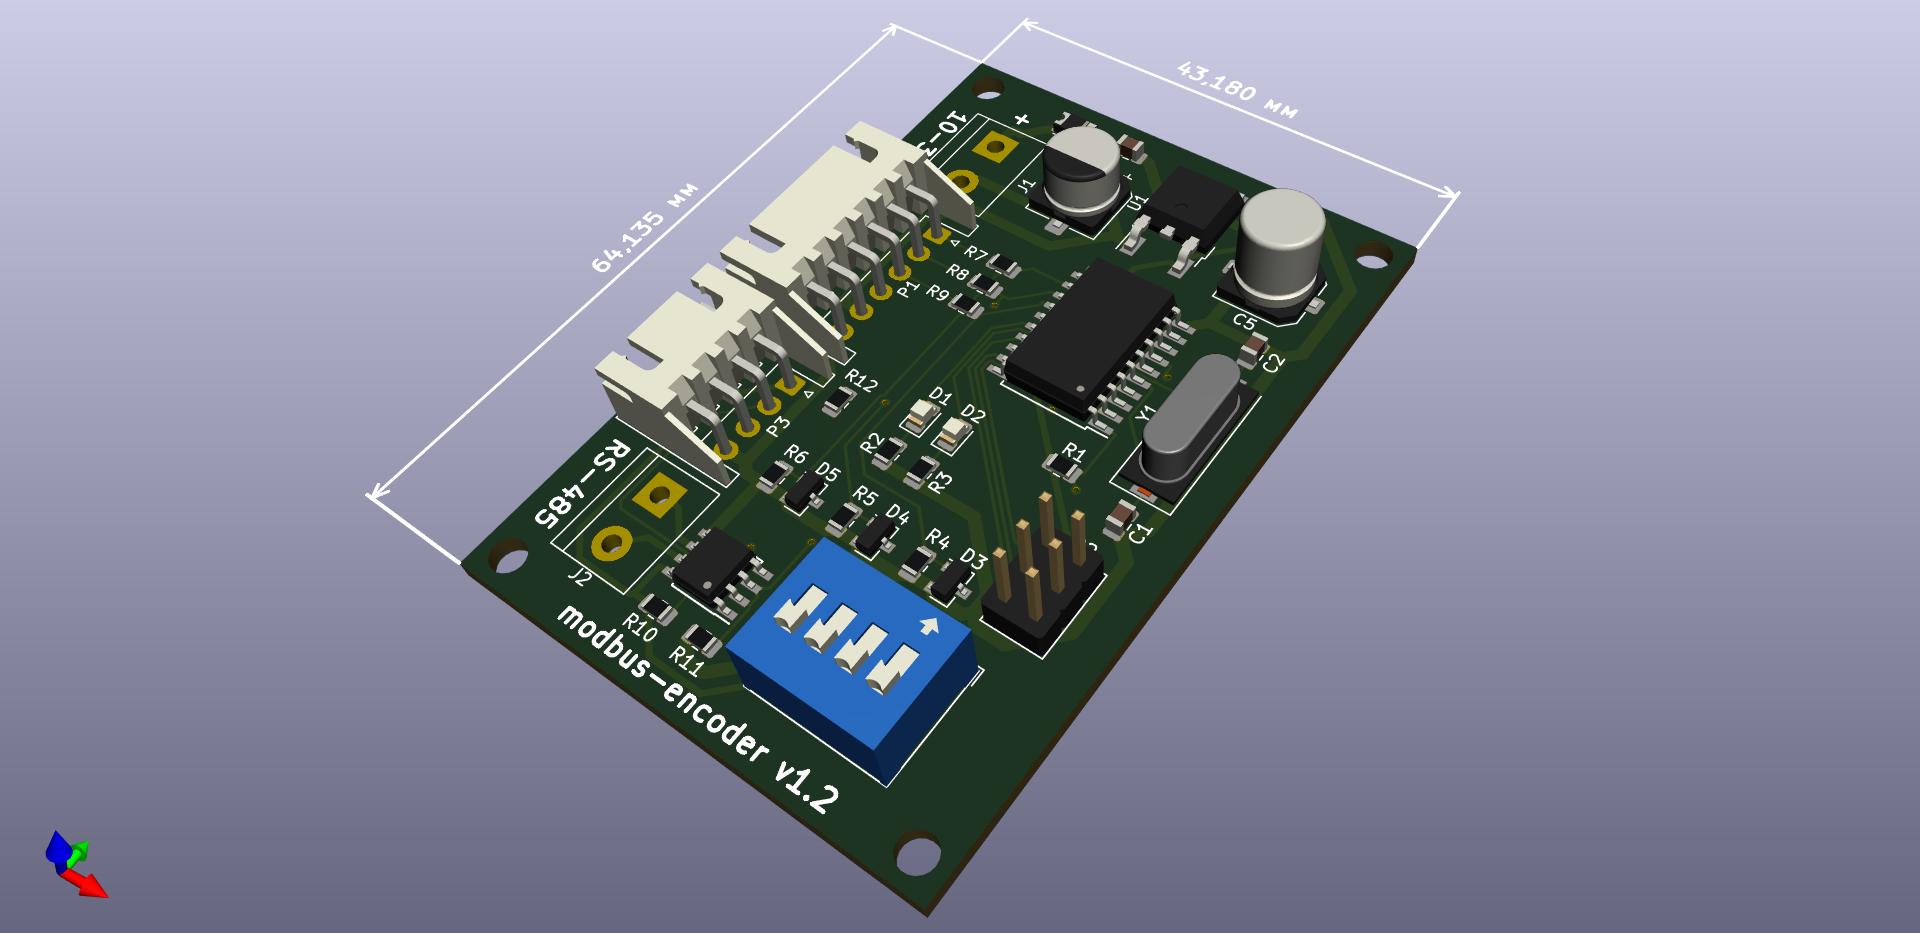 43,180 мм
64,135 мм
+
J1
U1
R7
R8
R9
P1
C5
C2
R12
D1
D2
Y1
P3
R2
R3
R1
R6
D5
R5
D4
R4
D3
C1
RS-485
J2
R10
R11
modbus-encoder v1.2